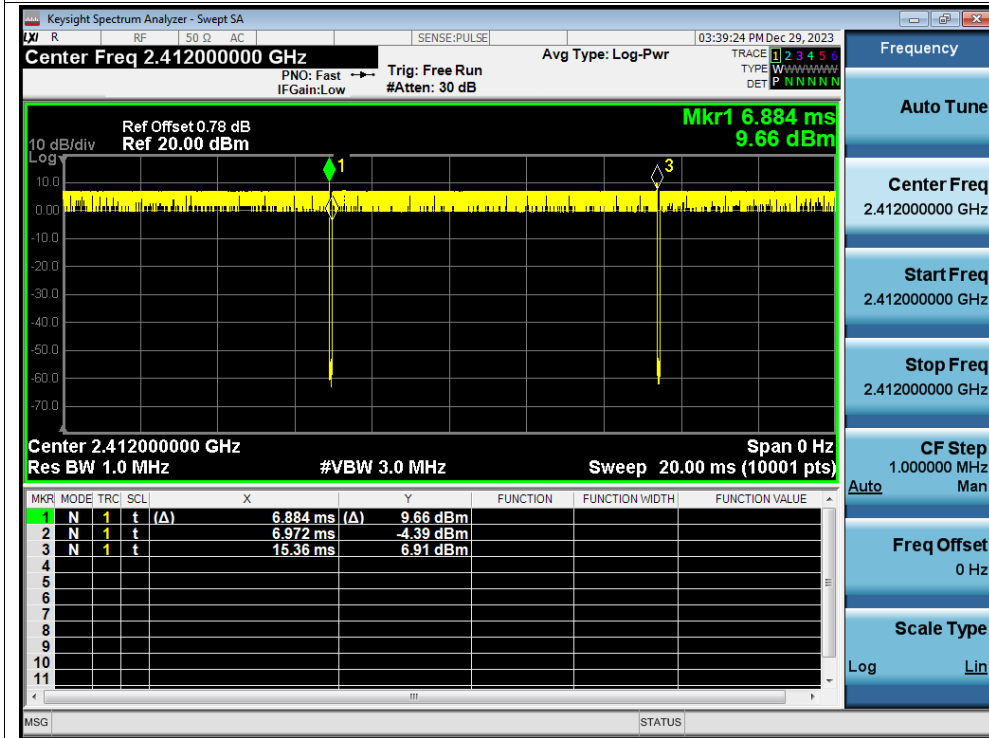 Keysight Spectrum Analyzer - Swept SA
LXI R RF 50 Ω AC SENSE:PULSE 03:39:24 PM Dec 29, 2023
Center Freq 2.412000000 GHz
Avg Type: Log-Pwr
TRACE 1 2 3 4 5 6
PNO: Fast
Trig: Free Run
TYPE WWWWWW
IFGain:Low
#Atten: 30 dB
DET P N N N N N
Frequency
Auto Tune
Center Freq
2.412000000 GHz
Start Freq
2.412000000 GHz
Stop Freq
2.412000000 GHz
CF Step
1.000000 MHz
Auto Man
Freq Offset
0 Hz
Scale Type
Log Lin
Mkr1 6.884 ms
9.66 dBm
Ref Offset 0.78 dB
10 dB/div Ref 20.00 dBm
Log
1
3
10.0
0.00
-10.0
-20.0
-30.0
-40.0
-50.0
-60.0
-70.0
Center 2.412000000 GHz Span 0 Hz
Res BW 1.0 MHz #VBW 3.0 MHz Sweep 20.00 ms (10001 pts)
MKR MODE TRC SCL X Y FUNCTION FUNCTION WIDTH FUNCTION VALUE
1 N 1 t (Δ) 6.884 ms (Δ) 9.66 dBm
2 N 1 t 6.972 ms -4.39 dBm
3 N 1 t 15.36 ms 6.91 dBm
4
5
6
7
8
9
10
11
MSG STATUS